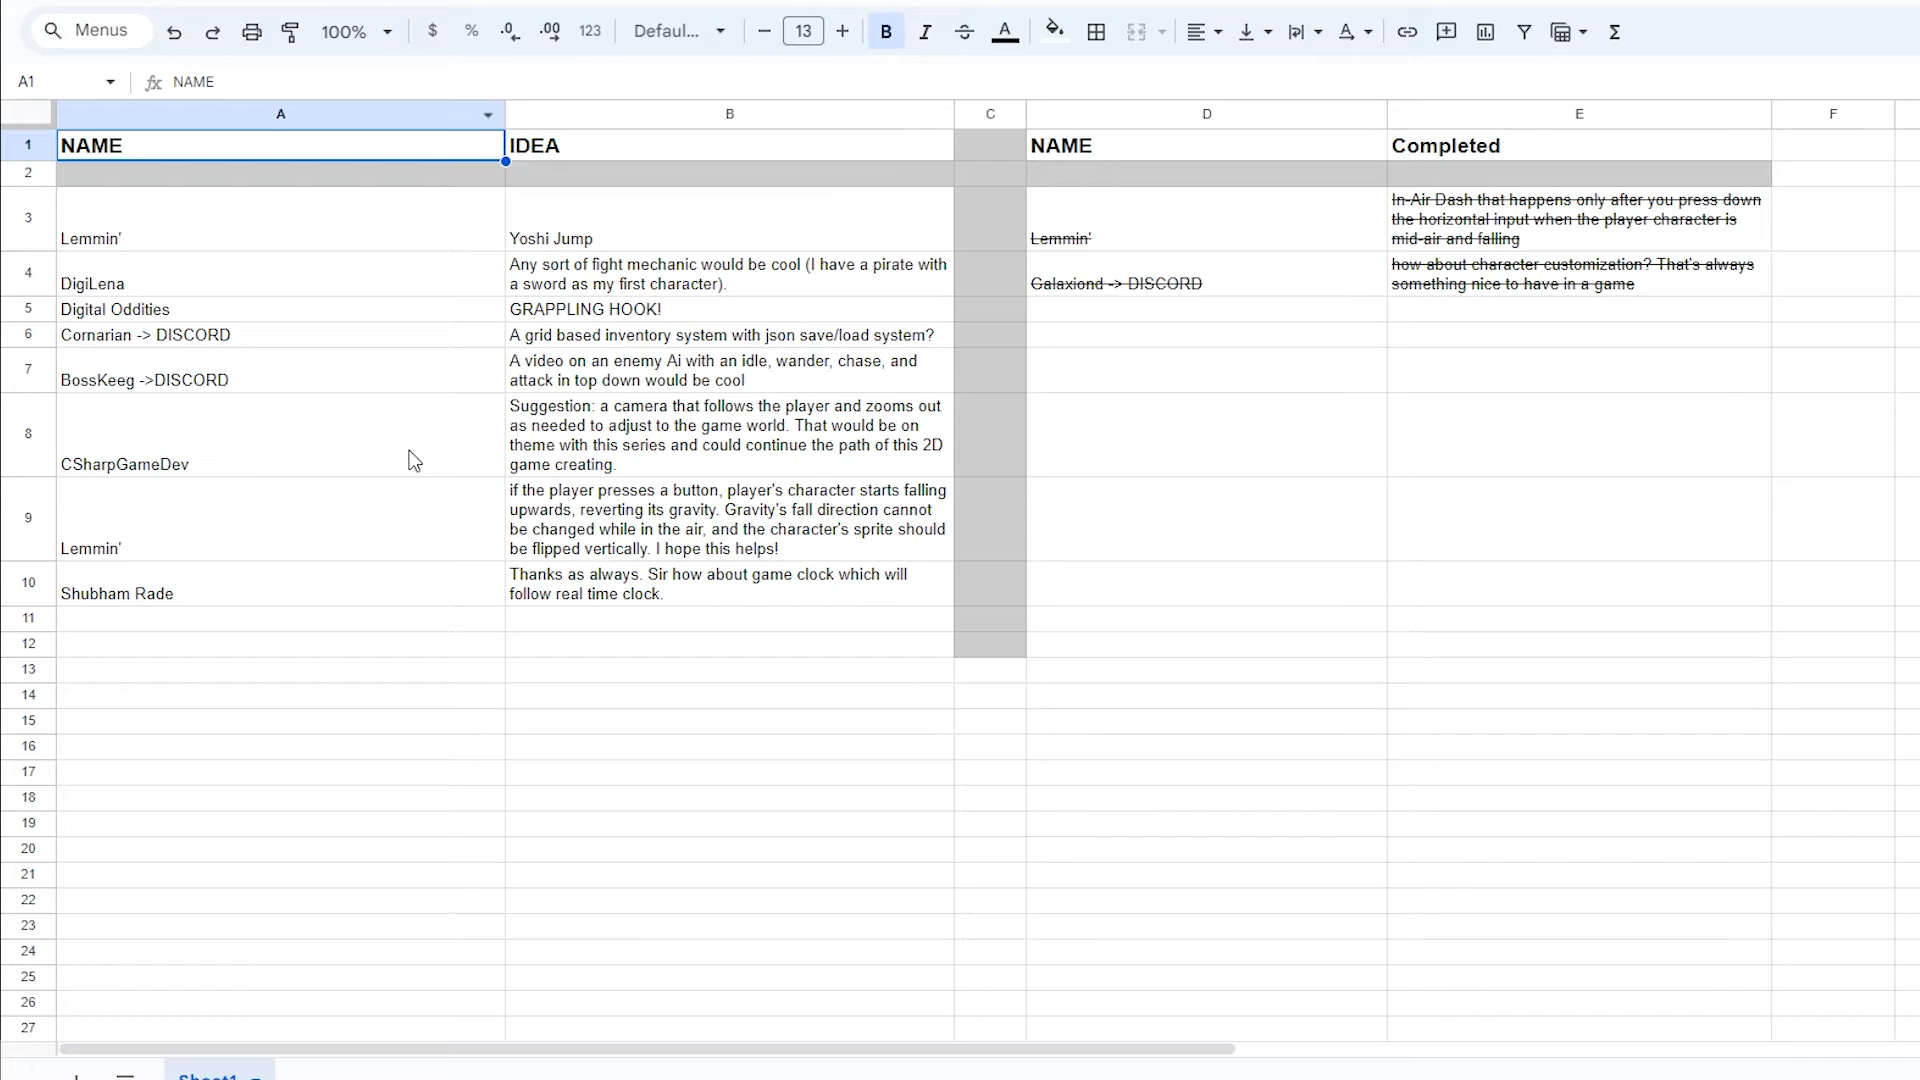 Menus
100%
$
%
.0
.00
123
Defaul...
13
B
I
A
A
Σ
A1
fx
NAME
A
B
C
D
E
F
1
NAME
IDEA
NAME
Completed
2
3
Lemmin'
Yoshi Jump
Lemmin'
In-Air Dash that happens only after you press down
the horizontal input when the player character is
mid-air and falling
4
DigiLena
Any sort of fight mechanic would be cool (I have a pirate with
a sword as my first character).
Galaxiond -> DISCORD
how about character customization? That's always
something nice to have in a game
5
Digital Oddities
GRAPPLING HOOK!
6
Cornarian -> DISCORD
A grid based inventory system with json save/load system?
7
BossKeeg ->DISCORD
A video on an enemy Ai with an idle, wander, chase, and
attack in top down would be cool
8
CSharpGameDev
Suggestion: a camera that follows the player and zooms out
as needed to adjust to the game world. That would be on
theme with this series and could continue the path of this 2D
game creating.
9
Lemmin'
if the player presses a button, player's character starts falling
upwards, reverting its gravity. Gravity's fall direction cannot
be changed while in the air, and the character's sprite should
be flipped vertically. I hope this helps!
10
Shubham Rade
Thanks as always. Sir how about game clock which will
follow real time clock.
11
12
13
14
15
16
17
18
19
20
21
22
23
24
25
26
27
Sheet1